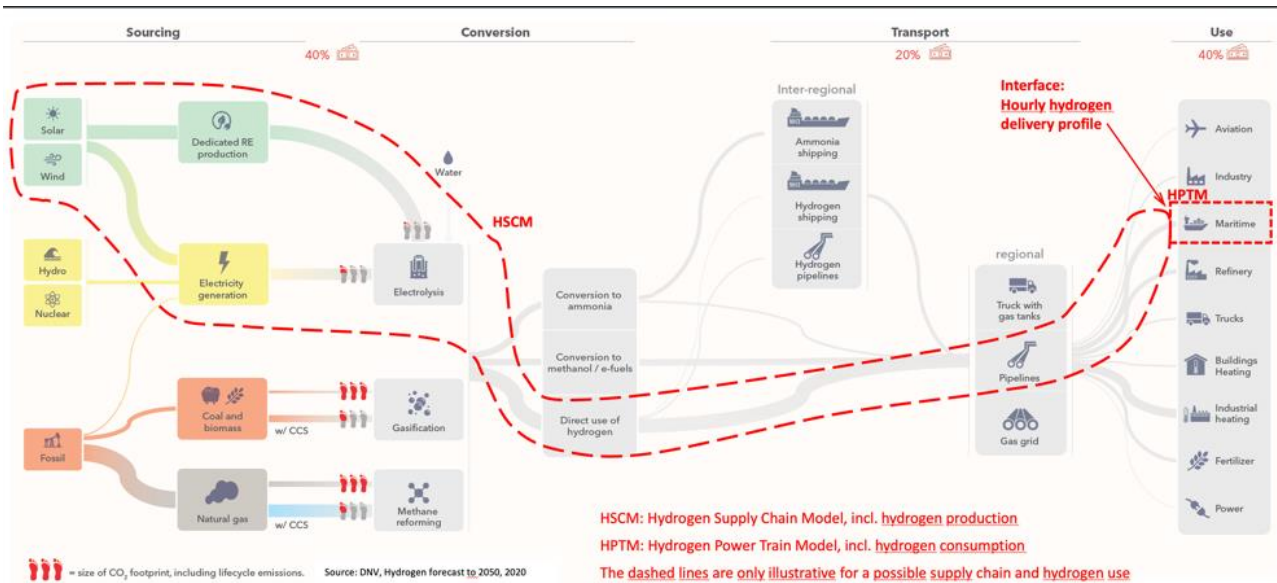 Sourcing
Conversion
Transport
Use
40%
20%
40%
Solar
Wind
Dedicated RE
production
Water
HSCM
Hydro
Nuclear
Electricity
generation
Electrolysis
Fossil
Coal and
biomass
w/ CCS
Gasification
Natural gas
w/ CCS
Methane
reforming
Conversion to
ammonia
Conversion to
methanol / e-fuels
Direct use of
hydrogen
Inter-regional
Ammonia
shipping
Hydrogen
shipping
Hydrogen
pipelines
regional
Truck with
gas tanks
Pipelines
Gas grid
Interface:
Hourly hydrogen
delivery profile
HPTM
Aviation
Industry
Maritime
Refinery
Trucks
Buildings
Heating
Industrial
heating
Fertilizer
Power
HSCM: Hydrogen Supply Chain Model, incl. hydrogen production
HPTM: Hydrogen Power Train Model, incl. hydrogen consumption
The dashed lines are only illustrative for a possible supply chain and hydrogen use
= size of CO₂ footprint, including lifecycle emissions.
Source: DNV, Hydrogen forecast to 2050, 2020